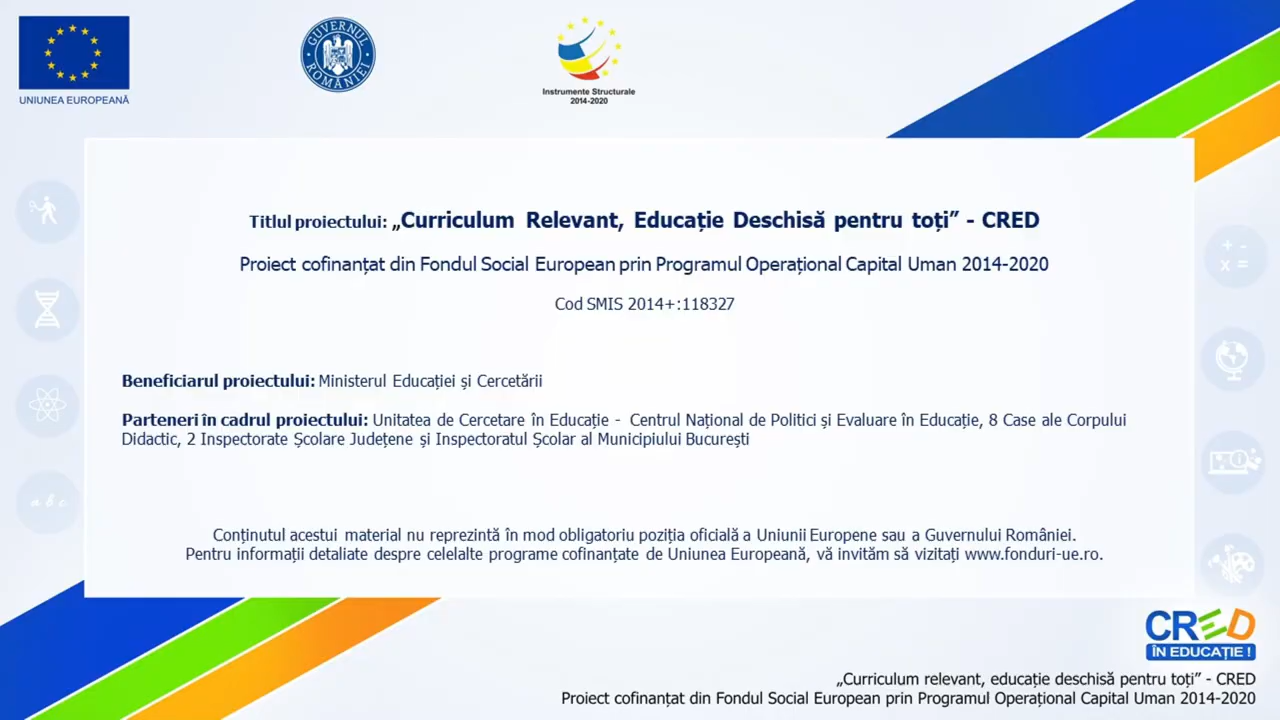 UNIUNEA EUROPEANĂ
GUVERNUL ROMÂNIEI
Instrumente Structurale
2014-2020
Titlul proiectului: „Curriculum Relevant, Educație Deschisă pentru toți” - CRED
Proiect cofinanțat din Fondul Social European prin Programul Operațional Capital Uman 2014-2020
Cod SMIS 2014+:118327
Beneficiarul proiectului: Ministerul Educației și Cercetării
Parteneri în cadrul proiectului: Unitatea de Cercetare în Educație - Centrul Național de Politici și Evaluare în Educație, 8 Case ale Corpului
Didactic, 2 Inspectorate Școlare Județene și Inspectoratul Școlar al Municipiului București
Conținutul acestui material nu reprezintă în mod obligatoriu poziția oficială a Uniunii Europene sau a Guvernului României.
Pentru informații detaliate despre celelalte programe cofinanțate de Uniunea Europeană, vă invităm să vizitați www.fonduri-ue.ro.
+ -
x =
a b c
CRED
ÎN EDUCAȚIE !
„Curriculum relevant, educație deschisă pentru toți” - CRED
Proiect cofinanțat din Fondul Social European prin Programul Operațional Capital Uman 2014-2020